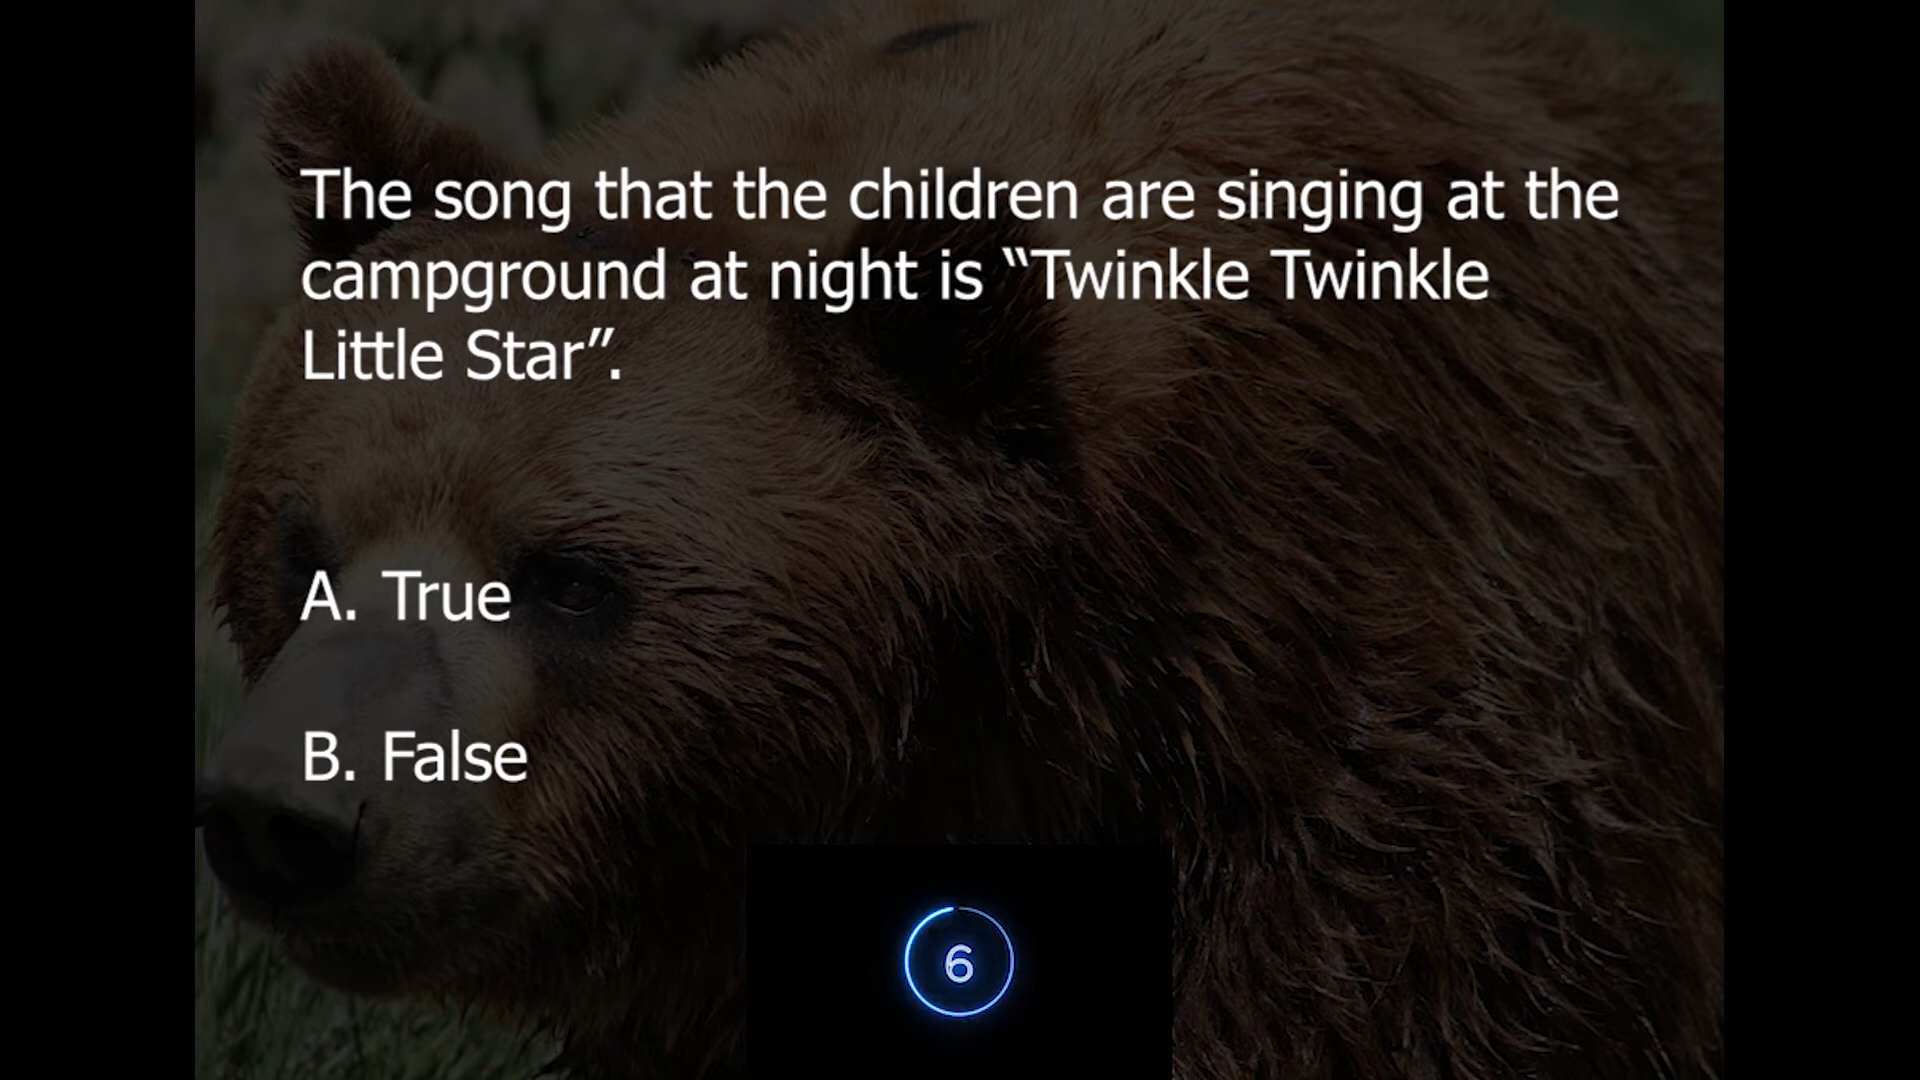 The song that the children are singing at the
campground at night is “Twinkle Twinkle
Little Star”.
A. True
B. False
6